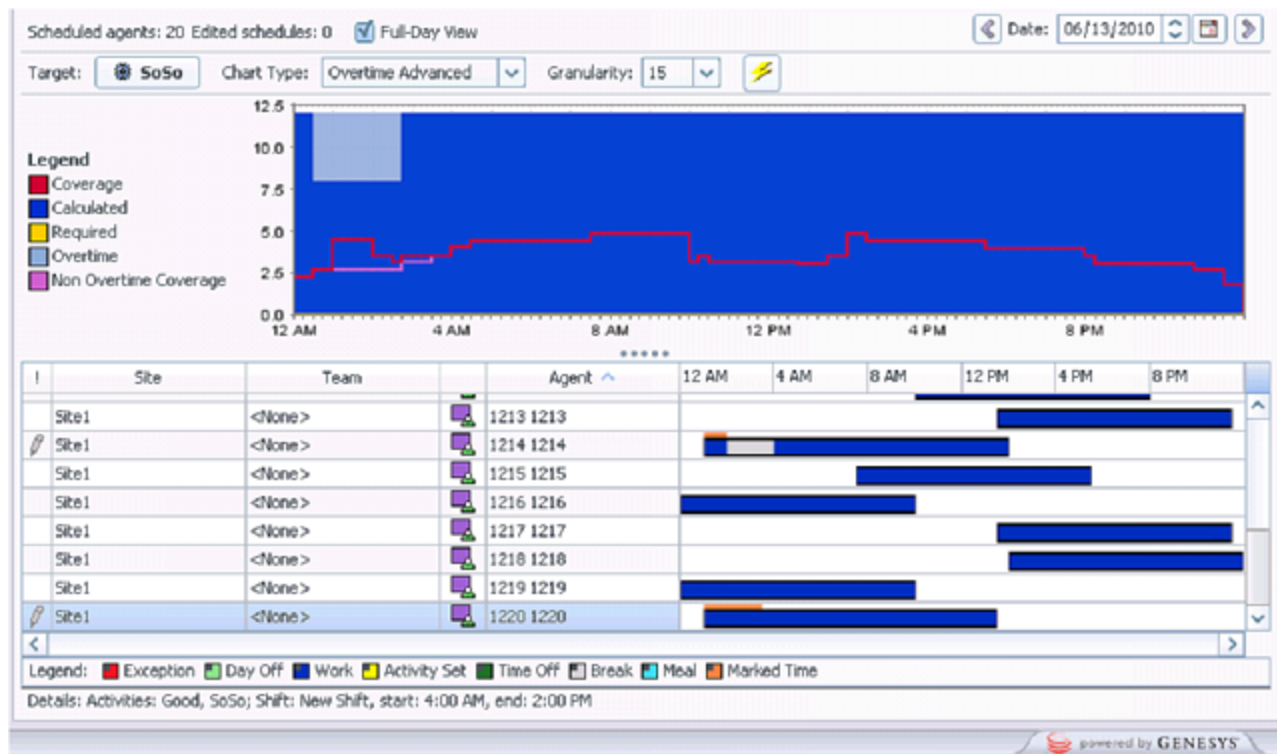 Scheduled agents: 20 Edited schedules: 0 Full-Day View Date: 06/13/2010
Target: SoSo Chart Type: Overtime Advanced Granularity: 15
12.5
10.0
7.5
5.0
2.5
0.0
Legend
Coverage
Calculated
Required
Overtime
Non Overtime Coverage
12 AM 4 AM 8 AM 12 PM 4 PM 8 PM
! Site Team Agent 12 AM 4 AM 8 AM 12 PM 4 PM 8 PM
Site1 <None> 1213 1213
Site1 <None> 1214 1214
Site1 <None> 1215 1215
Site1 <None> 1216 1216
Site1 <None> 1217 1217
Site1 <None> 1218 1218
Site1 <None> 1219 1219
Site1 <None> 1220 1220
Legend: Exception Day Off Work Activity Set Time Off Break Meal Marked Time
Details: Activities: Good, SoSo; Shift: New Shift, start: 4:00 AM, end: 2:00 PM
powered by GENESYS